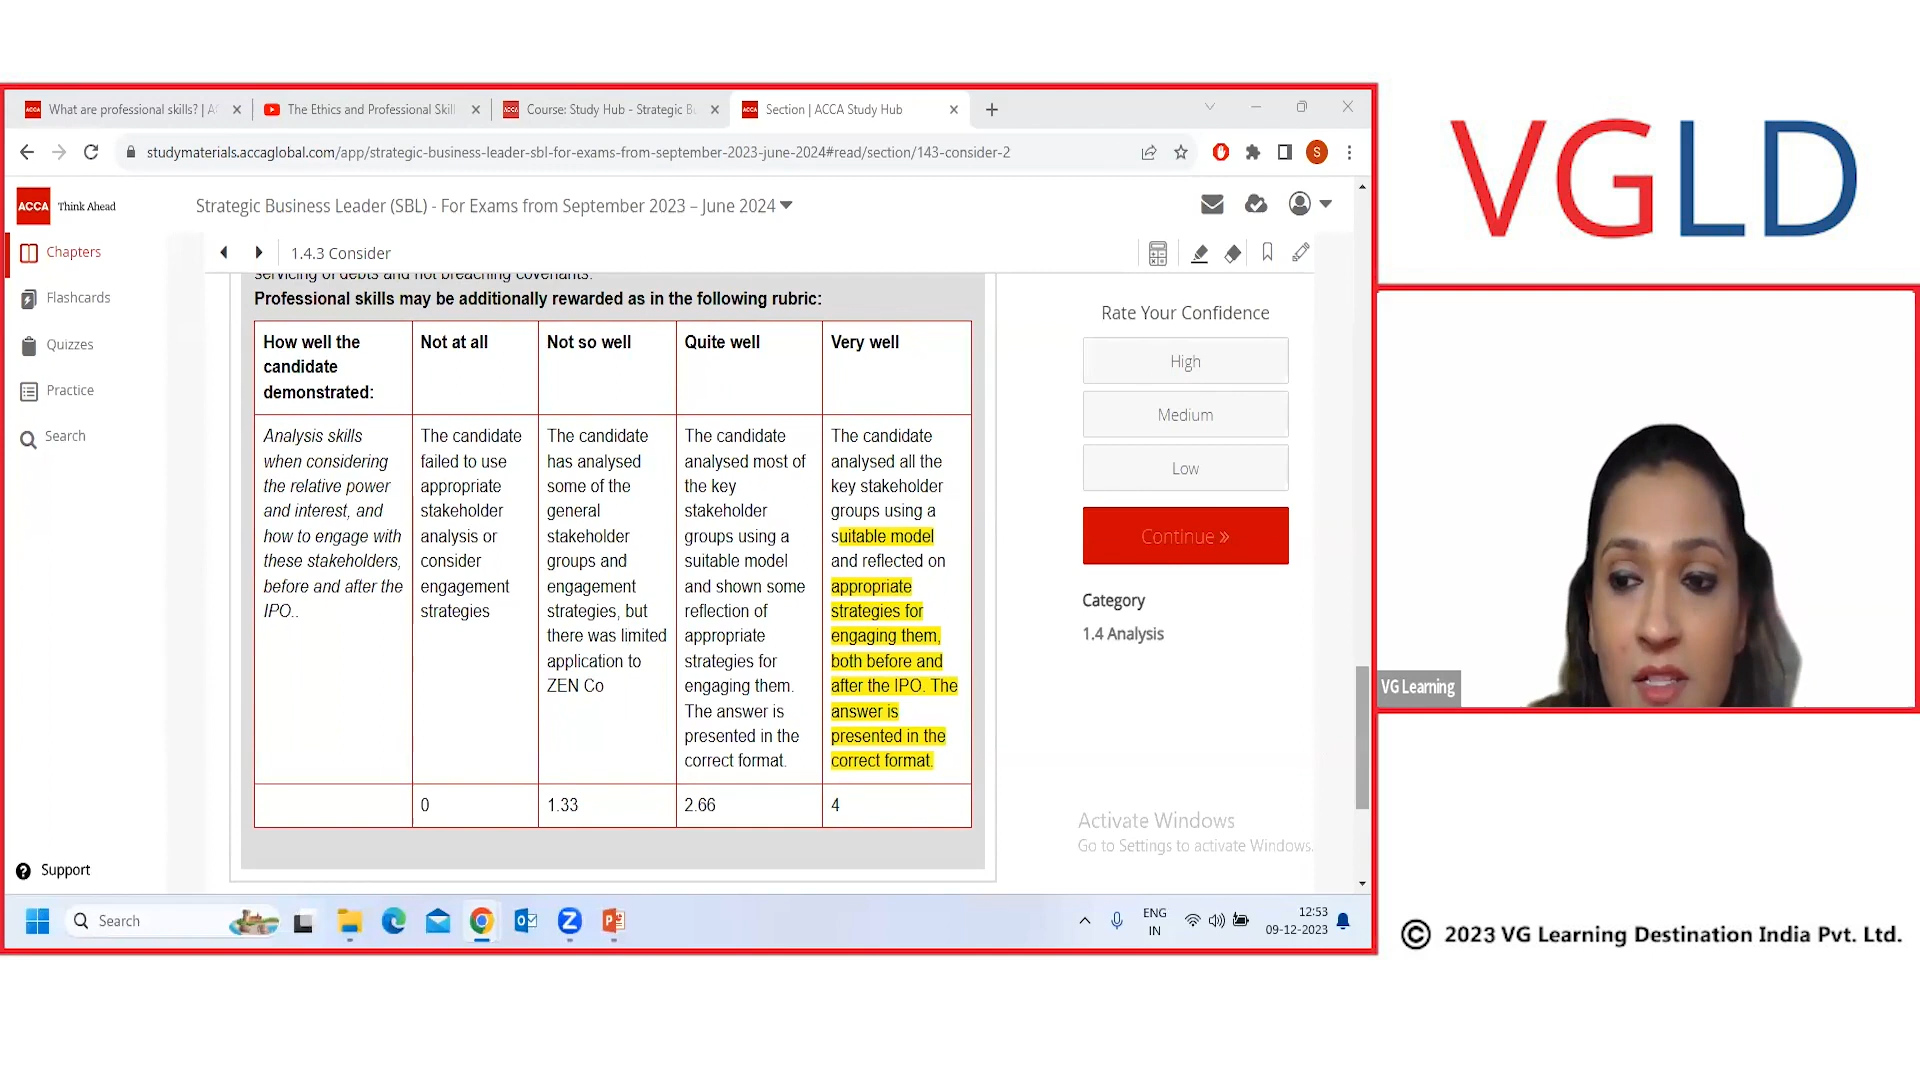 What are professional skills? | A
The Ethics and Professional Skil
Course: Study Hub - Strategic B
Section | ACCA Study Hub
studymaterials.accaglobal.com/app/strategic-business-leader-sbl-for-exams-from-september-2023-june-2024#read/section/143-consider-2
S
ACCA Think Ahead
Strategic Business Leader (SBL) - For Exams from September 2023 – June 2024
Chapters
Flashcards
Quizzes
Practice
Search
Support
1.4.3 Consider
servicing of debts and not breaching covenants.
Professional skills may be additionally rewarded as in the following rubric:
How well the
candidate
demonstrated:
Not at all
Not so well
Quite well
Very well
Analysis skills
when considering
the relative power
and interest, and
how to engage with
these stakeholders,
before and after the
IPO..
The candidate
failed to use
appropriate
stakeholder
analysis or
consider
engagement
strategies
The candidate
has analysed
some of the
general
stakeholder
groups and
engagement
strategies, but
there was limited
application to
ZEN Co
The candidate
analysed most of
the key
stakeholder
groups using a
suitable model
and shown some
reflection of
appropriate
strategies for
engaging them.
The answer is
presented in the
correct format.
The candidate
analysed all the
key stakeholder
groups using a
suitable model
and reflected on
appropriate
strategies for
engaging them,
both before and
after the IPO. The
answer is
presented in the
correct format.
0
1.33
2.66
4
Rate Your Confidence
High
Medium
Low
Continue »
Category
1.4 Analysis
Activate Windows
Go to Settings to activate Windows.
Search
ENG
IN
12:53
09-12-2023
VGLD
VG Learning
© 2023 VG Learning Destination India Pvt. Ltd.